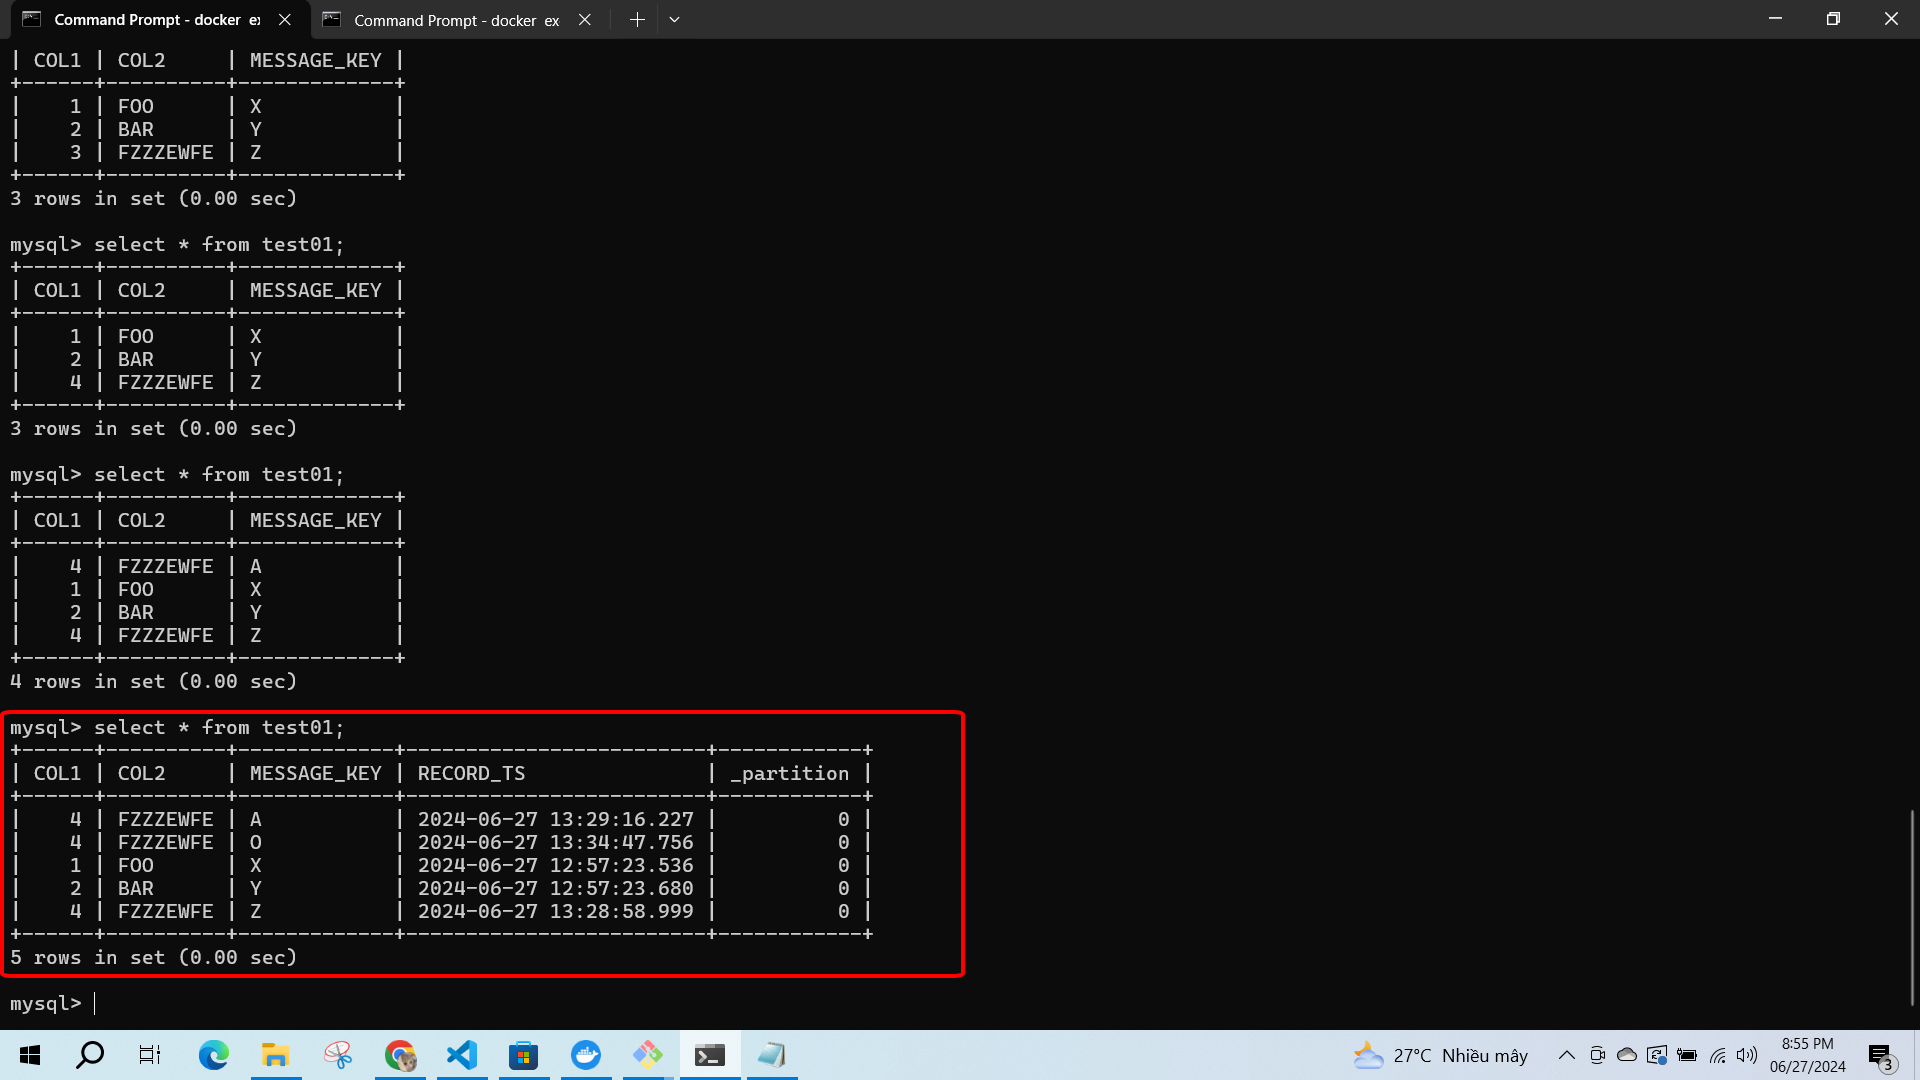 Command Prompt - docker ex
Command Prompt - docker ex
| COL1 | COL2     | MESSAGE_KEY |
+------+----------+-------------+
|    1 | FOO      | X           |
|    2 | BAR      | Y           |
|    3 | FZZZEWFE | Z           |
+------+----------+-------------+
3 rows in set (0.00 sec)
mysql> select * from test01;
+------+----------+-------------+
| COL1 | COL2     | MESSAGE_KEY |
+------+----------+-------------+
|    1 | FOO      | X           |
|    2 | BAR      | Y           |
|    4 | FZZZEWFE | Z           |
+------+----------+-------------+
3 rows in set (0.00 sec)
mysql> select * from test01;
+------+----------+-------------+
| COL1 | COL2     | MESSAGE_KEY |
+------+----------+-------------+
|    4 | FZZZEWFE | A           |
|    1 | FOO      | X           |
|    2 | BAR      | Y           |
|    4 | FZZZEWFE | Z           |
+------+----------+-------------+
4 rows in set (0.00 sec)
mysql> select * from test01;
+------+----------+-------------+-------------------------+------------+
| COL1 | COL2     | MESSAGE_KEY | RECORD_TS               | _partition |
+------+----------+-------------+-------------------------+------------+
|    4 | FZZZEWFE | A           | 2024-06-27 13:29:16.227 |          0 |
|    4 | FZZZEWFE | O           | 2024-06-27 13:34:47.756 |          0 |
|    1 | FOO      | X           | 2024-06-27 12:57:23.536 |          0 |
|    2 | BAR      | Y           | 2024-06-27 12:57:23.680 |          0 |
|    4 | FZZZEWFE | Z           | 2024-06-27 13:28:58.999 |          0 |
+------+----------+-------------+-------------------------+------------+
5 rows in set (0.00 sec)
mysql>
27°C Nhiều mây
8:55 PM
06/27/2024
3